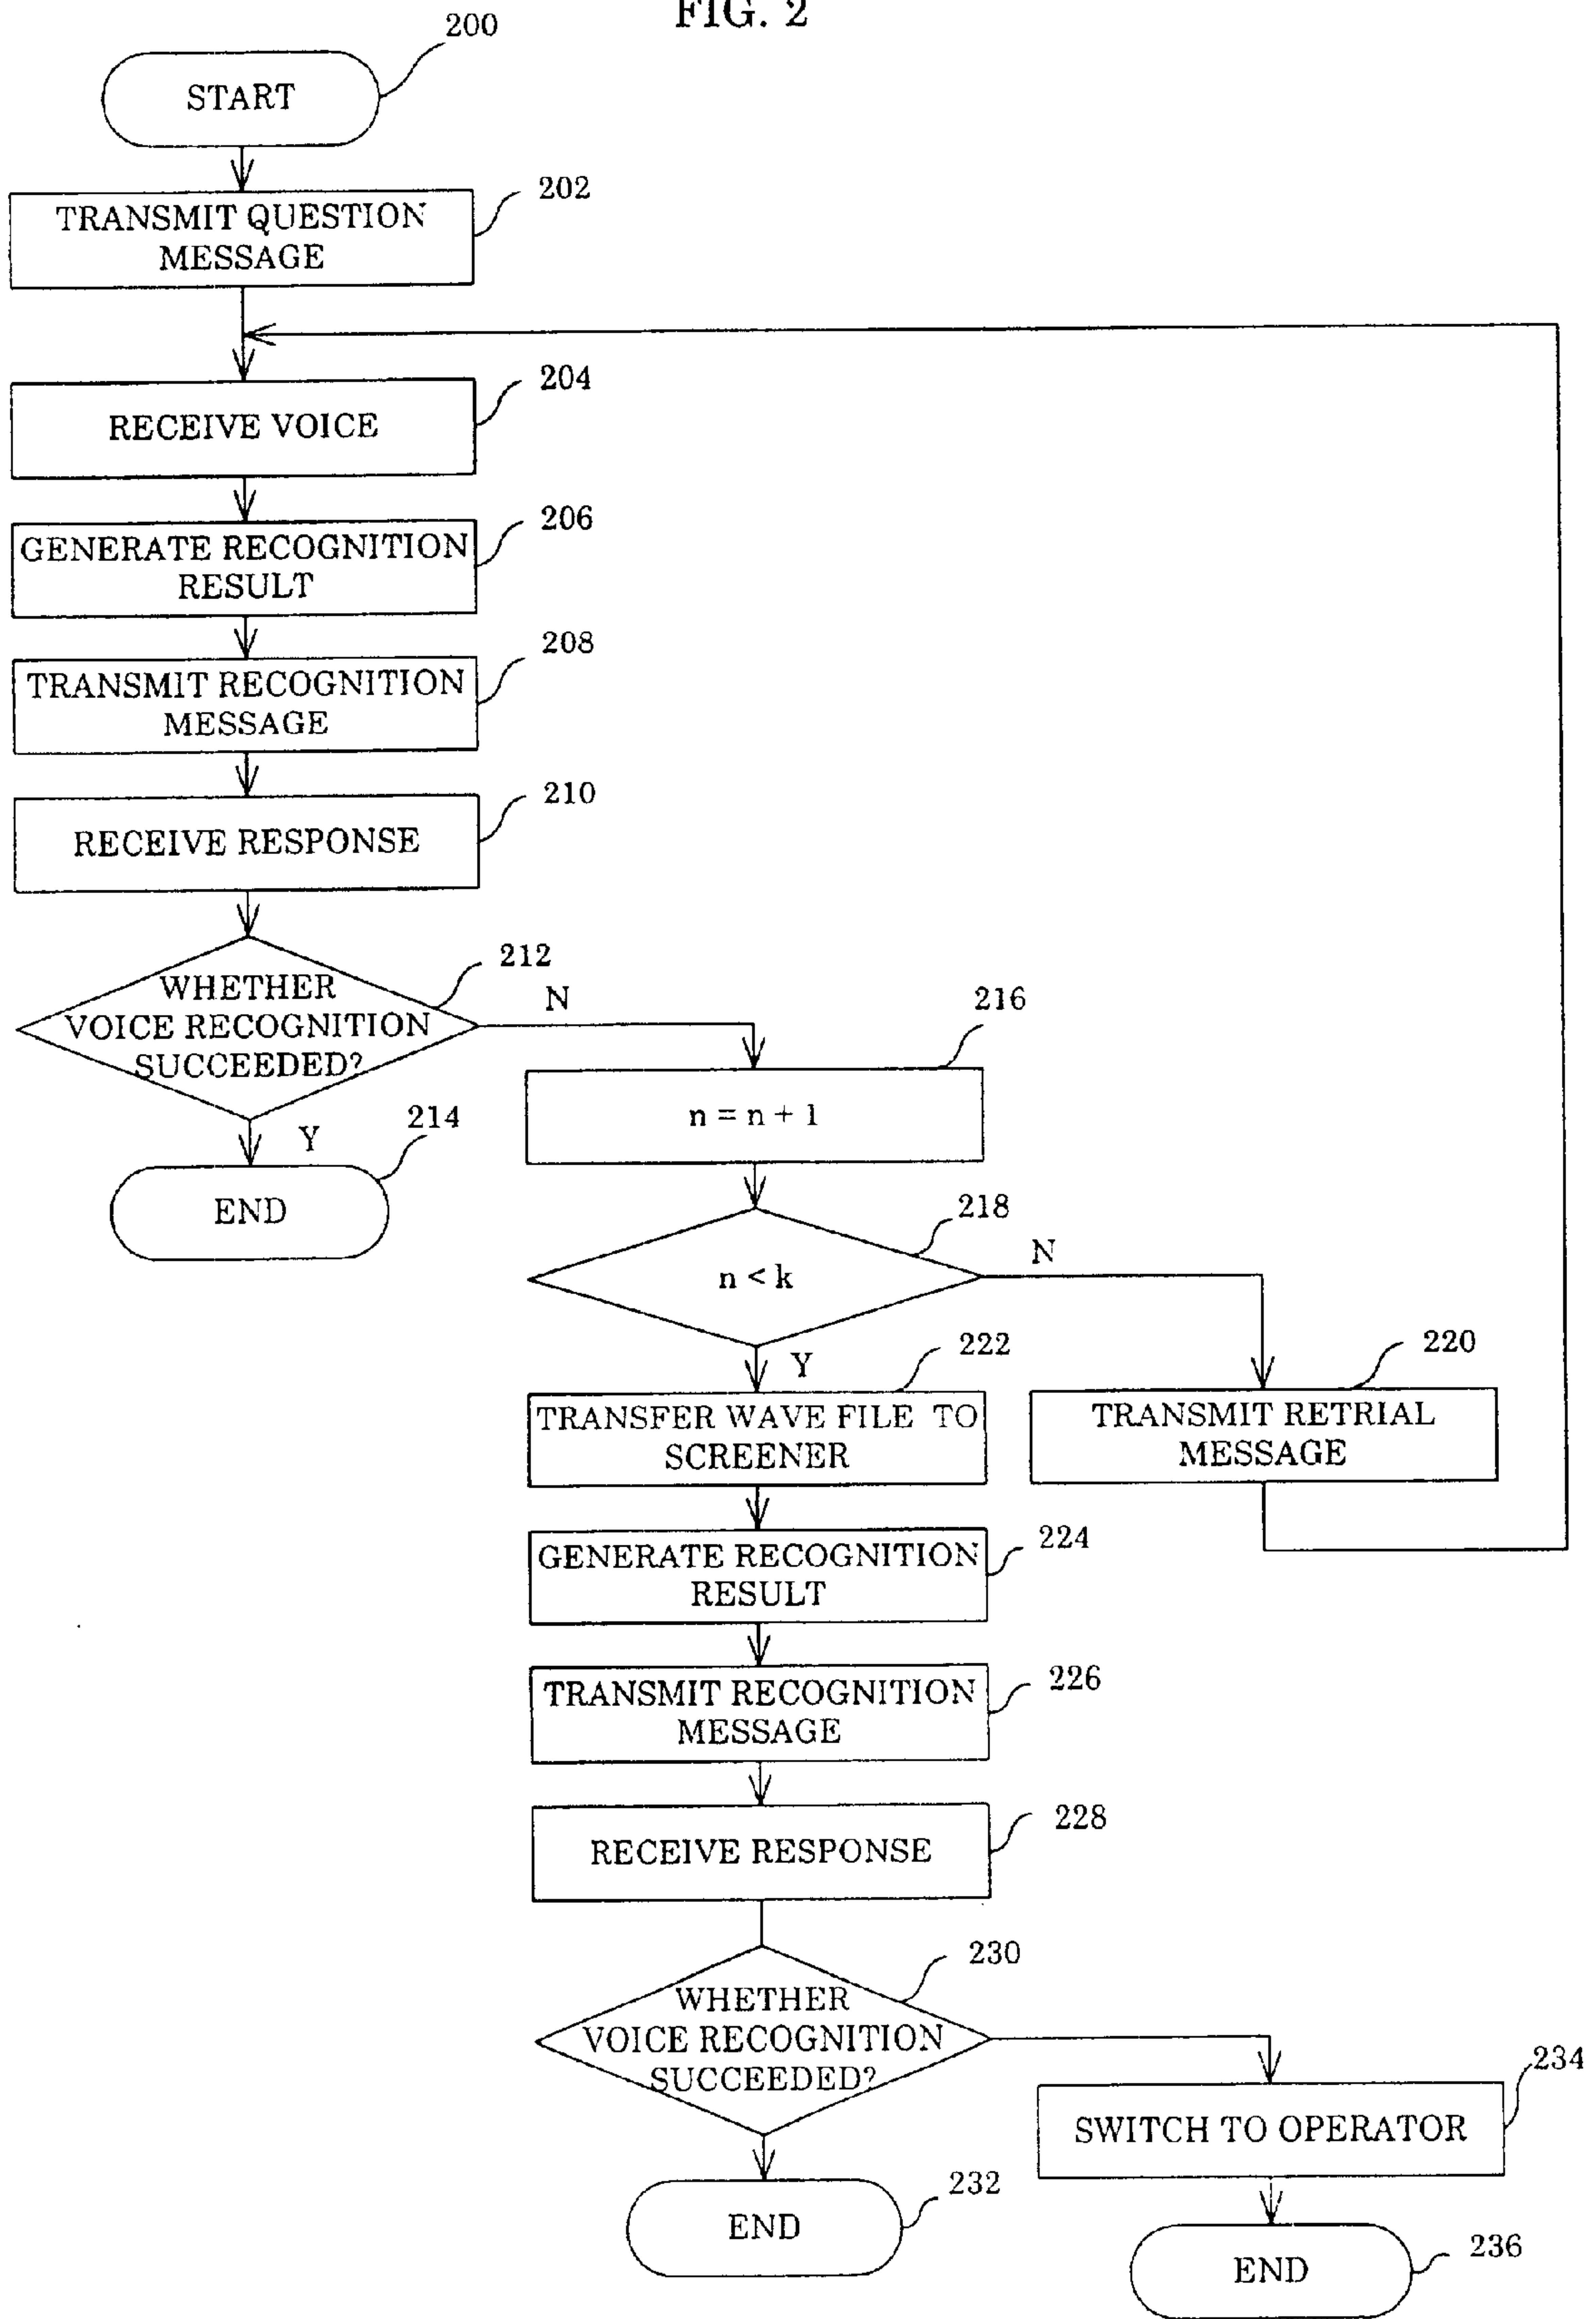 FIG. 2
200
START
202
TRANSMIT QUESTION
MESSAGE
204
RECEIVE VOICE
206
GENERATE RECOGNITION
RESULT
208
TRANSMIT RECOGNITION
MESSAGE
210
RECEIVE RESPONSE
212
WHETHER
VOICE RECOGNITION
SUCCEEDED?
N
Y
214
END
216
n = n + 1
218
n < k
N
Y
220
TRANSMIT RETRIAL
MESSAGE
222
TRANSFER WAVE FILE TO
SCREENER
224
GENERATE RECOGNITION
RESULT
226
TRANSMIT RECOGNITION
MESSAGE
228
RECEIVE RESPONSE
230
WHETHER
VOICE RECOGNITION
SUCCEEDED?
232
END
234
SWITCH TO OPERATOR
236
END